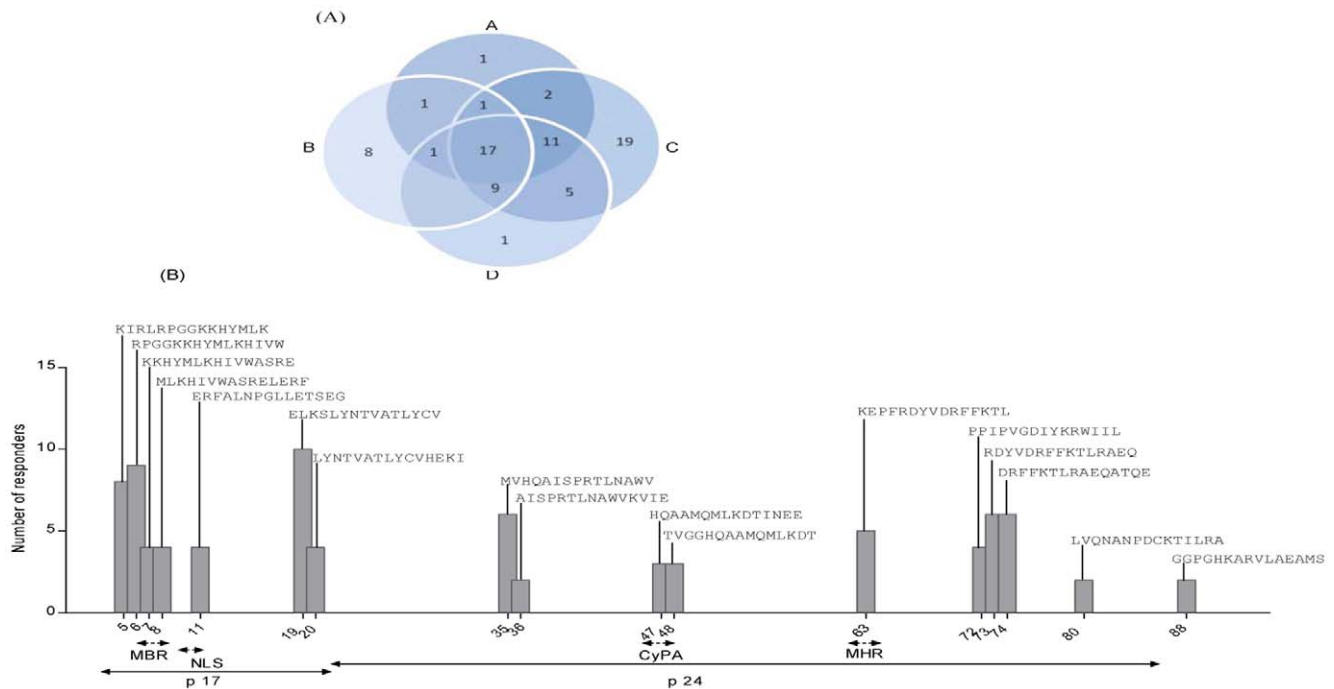 (A)
A
1
1
1
2
B
8
1
17
11
19
C
9
5
1
D
(B)
KIRLRPGGKKHYMLK
RPGGKKHYMLKHIVW
KKHYMLKHIVWASRE
MLKHIVWASRELERF
ERFALNPGLLETSEG
ELKSLYNTVATLYCV
LYNTVATLYCVHEKI
MVHQAISPRTLNAWV
AISPRTLNAWVKVIE
HQAAMQMLKDTINEE
TVGGHQAAMQMLKDT
KEPFRDYVDRFFKTL
PPIPVGDIYKRWIIL
RDYVDRFFKTLRAEQ
DRFFKTLRAEQATQE
LVQNANPDCKTILRA
GGPGHKARVLAEAMS
Number of responders
15
10
5
0
5 6 7 8 11 19 20 35 36 47 48 63 72 73 74 80 88
MBR NLS CyPA MHR
p 17 p 24